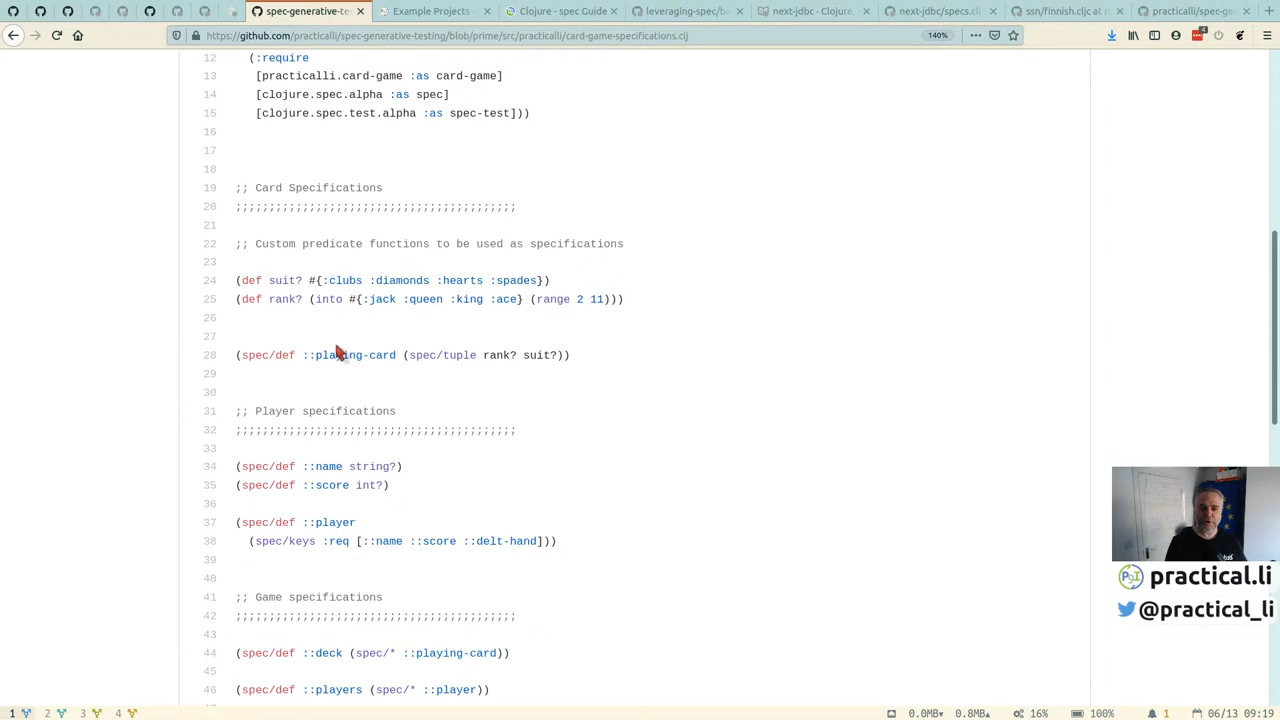 spec-generative-tes
Example Projects -
Clojure - spec Guide
leveraging-spec/ba
next-jdbc - Clojure,
next-jdbc/specs.clj
ssn/finnish.cljc at m
practicalli/spec-gen
https://github.com/practicalli/spec-generative-testing/blob/prime/src/practicalli/card-game-specifications.clj
140%
12 (:require
13 [practicalli.card-game :as card-game]
14 [clojure.spec.alpha :as spec]
15 [clojure.spec.test.alpha :as spec-test]))
16
17
18
19 ;; Card Specifications
20 ;;;;;;;;;;;;;;;;;;;;;;;;;;;;;;;;;;;;;;;;;;
21
22 ;; Custom predicate functions to be used as specifications
23
24 (def suit? #{:clubs :diamonds :hearts :spades})
25 (def rank? (into #{:jack :queen :king :ace} (range 2 11)))
26
27
28 (spec/def ::playing-card (spec/tuple rank? suit?))
29
30
31 ;; Player specifications
32 ;;;;;;;;;;;;;;;;;;;;;;;;;;;;;;;;;;;;;;;;;;
33
34 (spec/def ::name string?)
35 (spec/def ::score int?)
36
37 (spec/def ::player
38 (spec/keys :req [::name ::score ::delt-hand]))
39
40
41 ;; Game specifications
42 ;;;;;;;;;;;;;;;;;;;;;;;;;;;;;;;;;;;;;;;;;;
43
44 (spec/def ::deck (spec/* ::playing-card))
45
46 (spec/def ::players (spec/* ::player))
practical.li
@practical_li
1 2 3 4 0.0MB 0.8MB 16% 100% 1 06/13 09:19